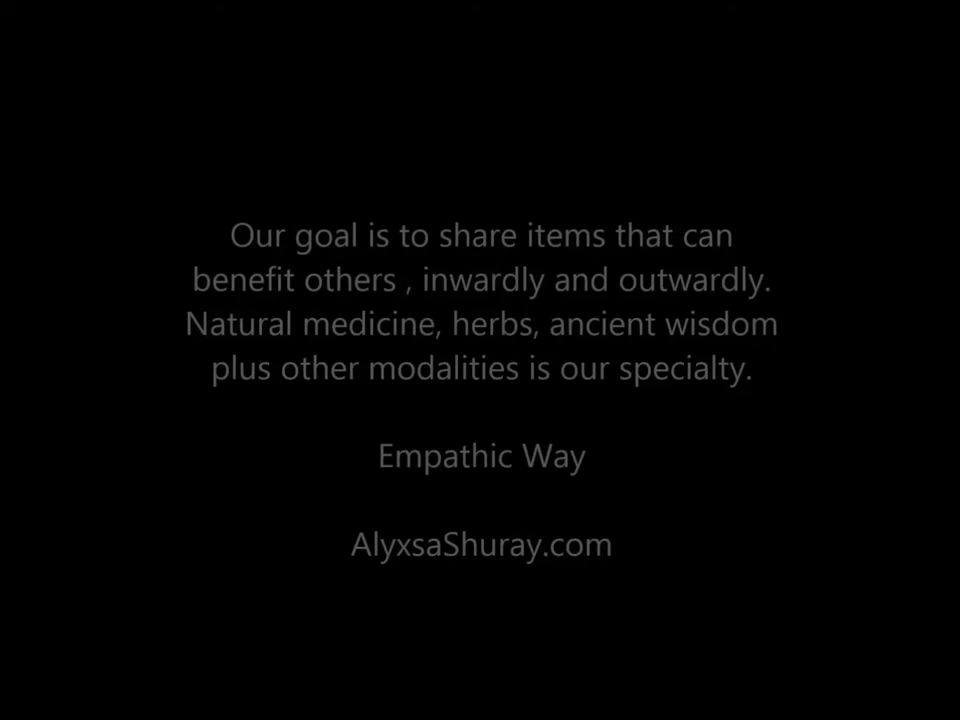 Our goal is to share items that can
benefit others , inwardly and outwardly.
Natural medicine, herbs, ancient wisdom
plus other modalities is our specialty.
Empathic Way
AlyxsaShuray.com